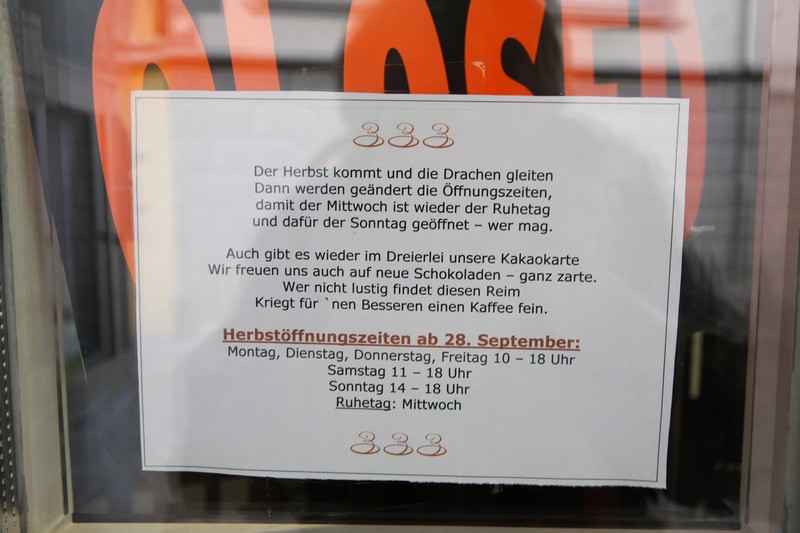 CLOSED
333
Der Herbst kommt und die Drachen gleiten
Dann werden geändert die Öffnungszeiten,
damit der Mittwoch ist wieder der Ruhetag
und dafür der Sonntag geöffnet – wer mag.
Auch gibt es wieder im Dreierlei unsere Kakaokarte
Wir freuen uns auch auf neue Schokoladen – ganz zarte.
Wer nicht lustig findet diesen Reim
Kriegt für `nen Besseren einen Kaffee fein.
Herbstöffnungszeiten ab 28. September:
Montag, Dienstag, Donnerstag, Freitag 10 – 18 Uhr
Samstag 11 – 18 Uhr
Sonntag 14 – 18 Uhr
Ruhetag: Mittwoch
333